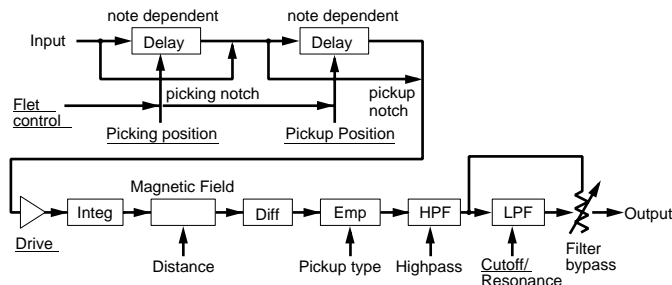 note dependent
note dependent
Input
Delay
Delay
picking notch
pickup
notch
Flet
control
Picking position
Pickup Position
Magnetic Field
Integ
Diff
Emp
HPF
LPF
Output
Drive
Distance
Pickup type
Highpass
Cutoff/
Resonance
Filter
bypass